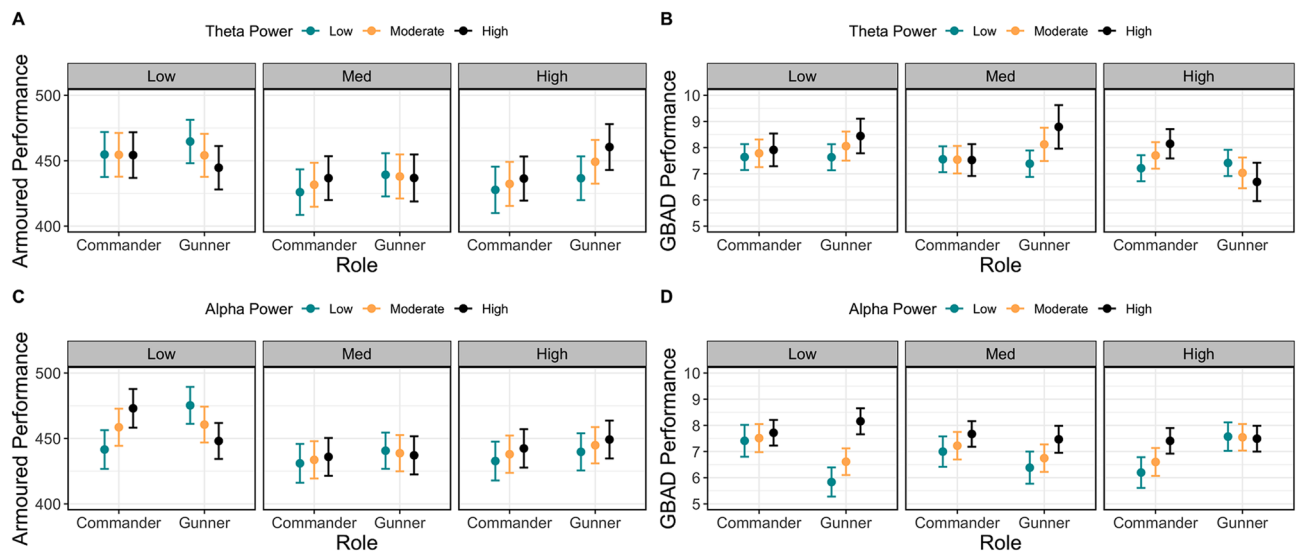 A
Theta Power Low Moderate High
Low Med High
Armoured Performance
500
450
400
Commander Gunner Commander Gunner Commander Gunner
Role
B
Theta Power Low Moderate High
Low Med High
GBAD Performance
10
9
8
7
6
5
Commander Gunner Commander Gunner Commander Gunner
Role
C
Alpha Power Low Moderate High
Low Med High
Armoured Performance
500
450
400
Commander Gunner Commander Gunner Commander Gunner
Role
D
Alpha Power Low Moderate High
Low Med High
GBAD Performance
10
9
8
7
6
5
Commander Gunner Commander Gunner Commander Gunner
Role